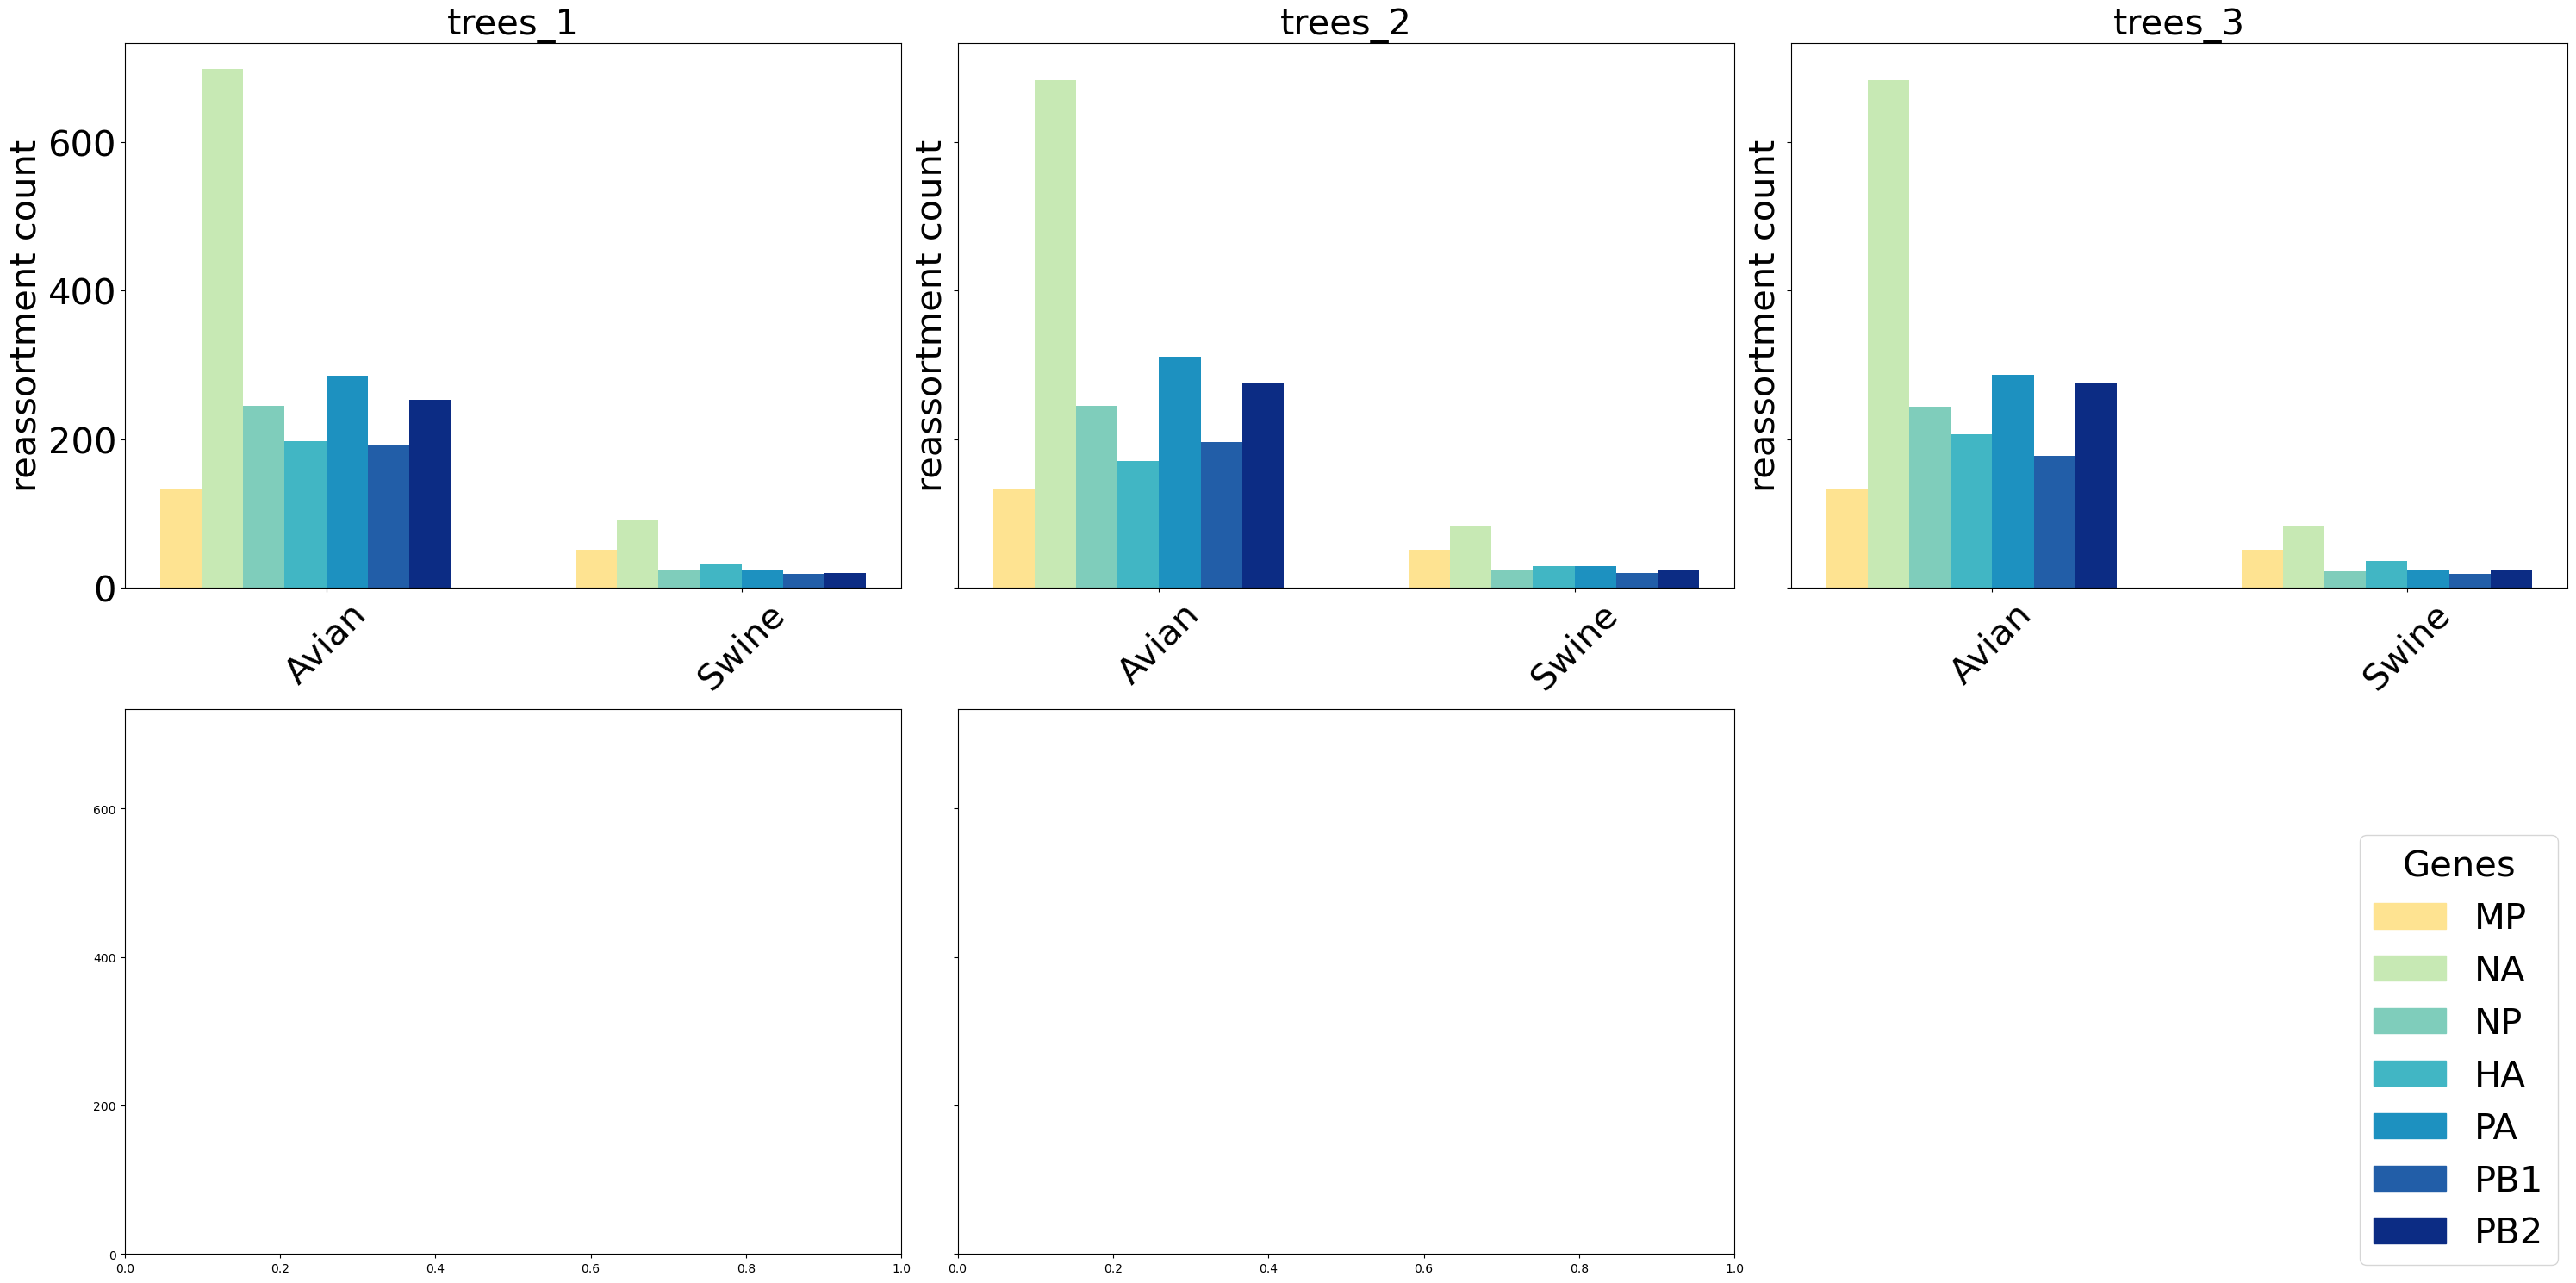 trees_1
trees_2
trees_3
reassortment count
600
400
200
0
Avian
Swine
reassortment count
Avian
Swine
reassortment count
Avian
Swine
600
400
200
0
0.0
0.2
0.4
0.6
0.8
1.0
0.0
0.2
0.4
0.6
0.8
1.0
Genes
MP
NA
NP
HA
PA
PB1
PB2